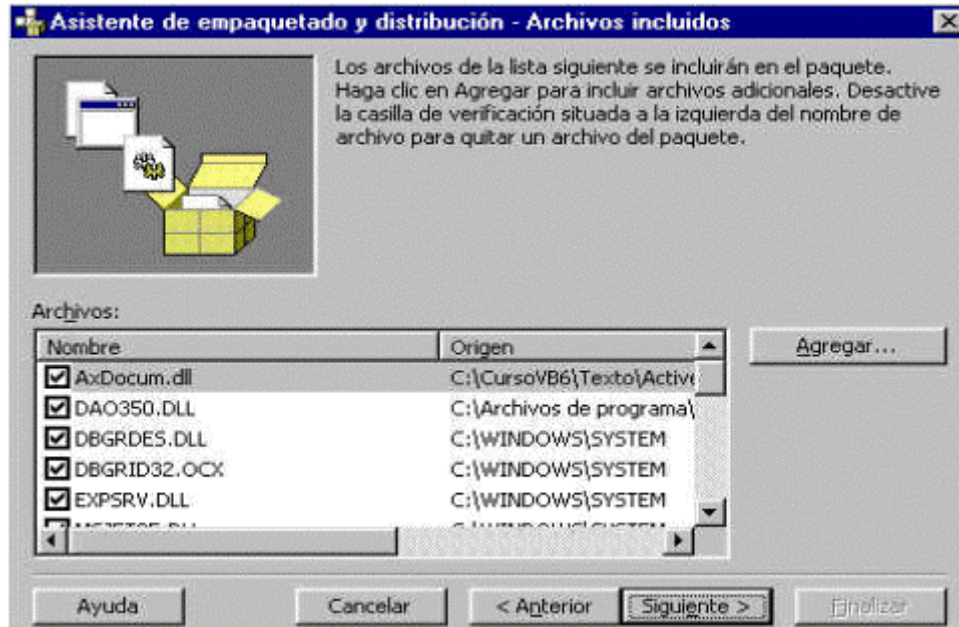 Asistente de empaquetado y distribución - Archivos incluidos
Los archivos de la lista siguiente se incluirán en el paquete.
Haga clic en Agregar para incluir archivos adicionales. Desactive
la casilla de verificación situada a la izquierda del nombre de
archivo para quitar un archivo del paquete.
Archivos:
Nombre Origen
Agregar...
AxDocum.dll C:\CursoVB6\Texto\Active
DAO350.DLL C:\Archivos de programa\
DBGRDES.DLL C:\WINDOWS\SYSTEM
DBGRID32.OCX C:\WINDOWS\SYSTEM
EXPSRV.DLL C:\WINDOWS\SYSTEM
Ayuda Cancelar < Anterior Siguiente > Finalizar